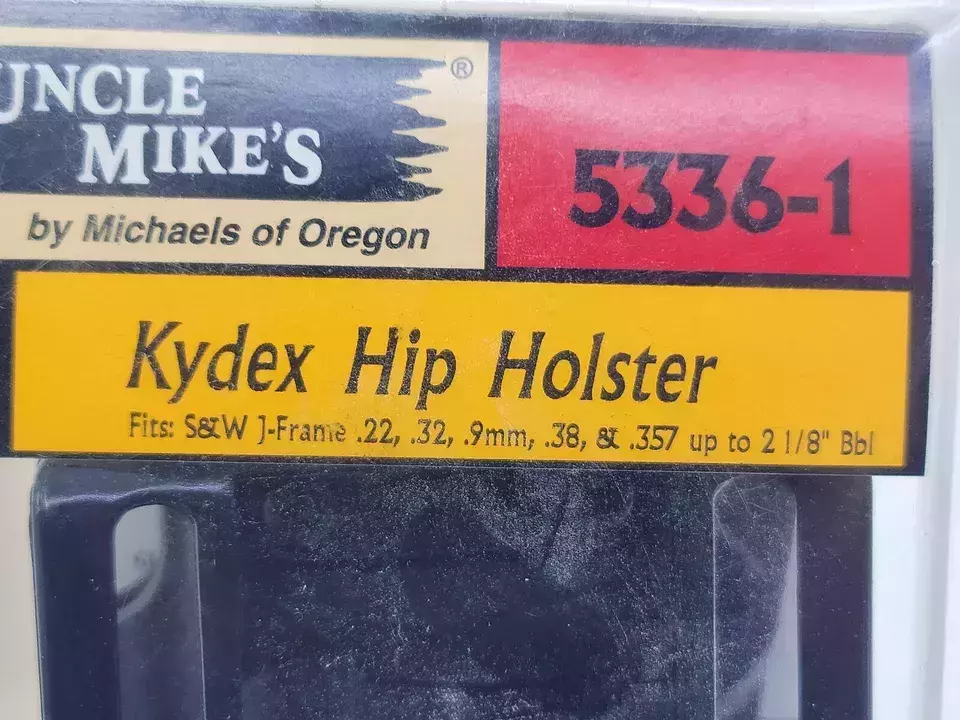 UNCLE
MIKE'S
®
by Michaels of Oregon
5336-1
Kydex Hip Holster
Fits: S&W J-Frame .22, .32, .9mm, .38, & .357 up to 2 1/8" Bbl